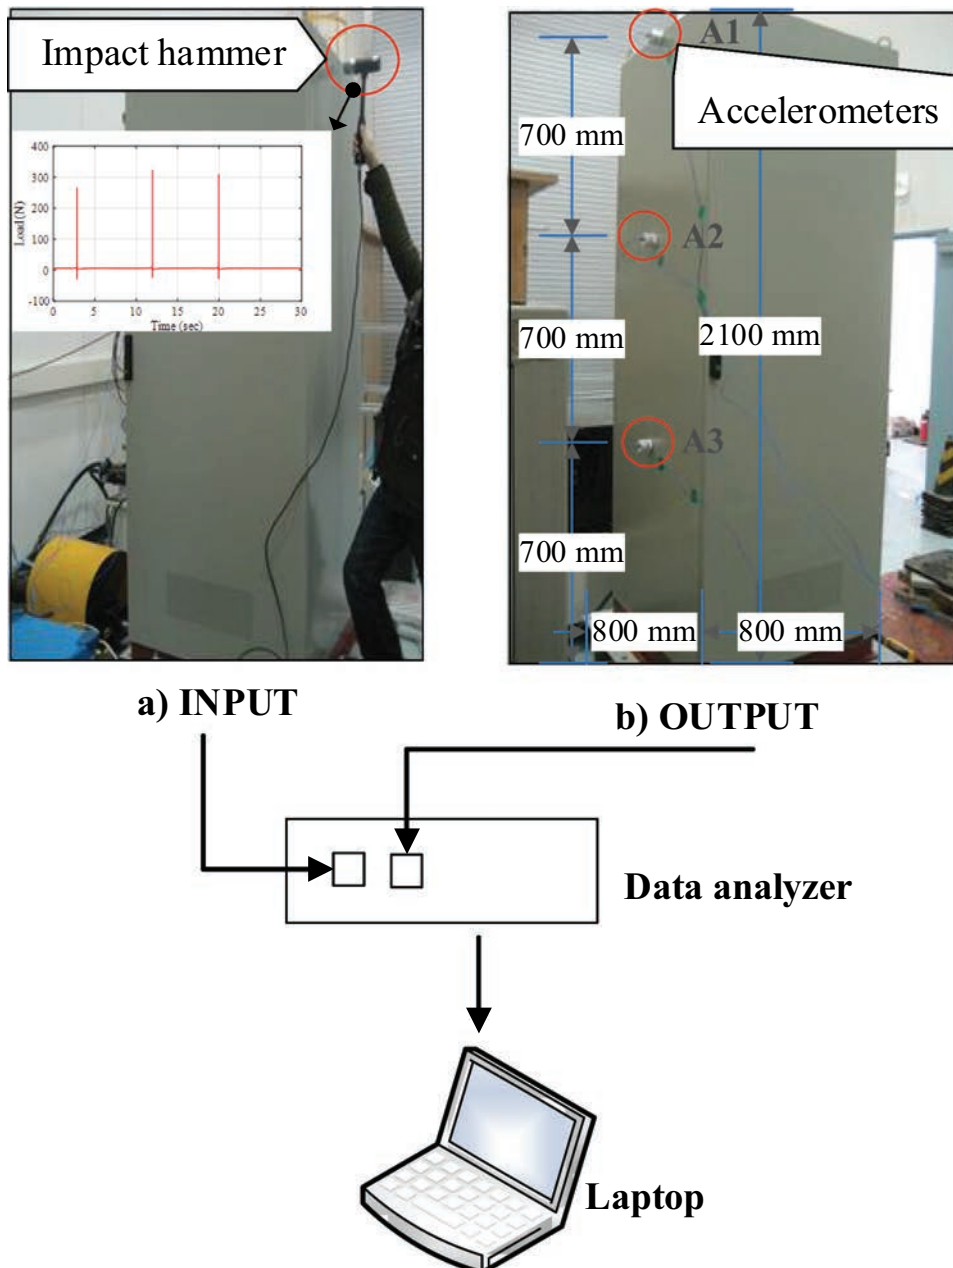 Impact hammer
400
300
200
100
0
-100
Load (N)
0 5 10 15 20 25 30
Time (sec)
A1
Accelerometers
700 mm
A2
700 mm
2100 mm
A3
700 mm
800 mm
800 mm
a) INPUT
b) OUTPUT
Data analyzer
Laptop